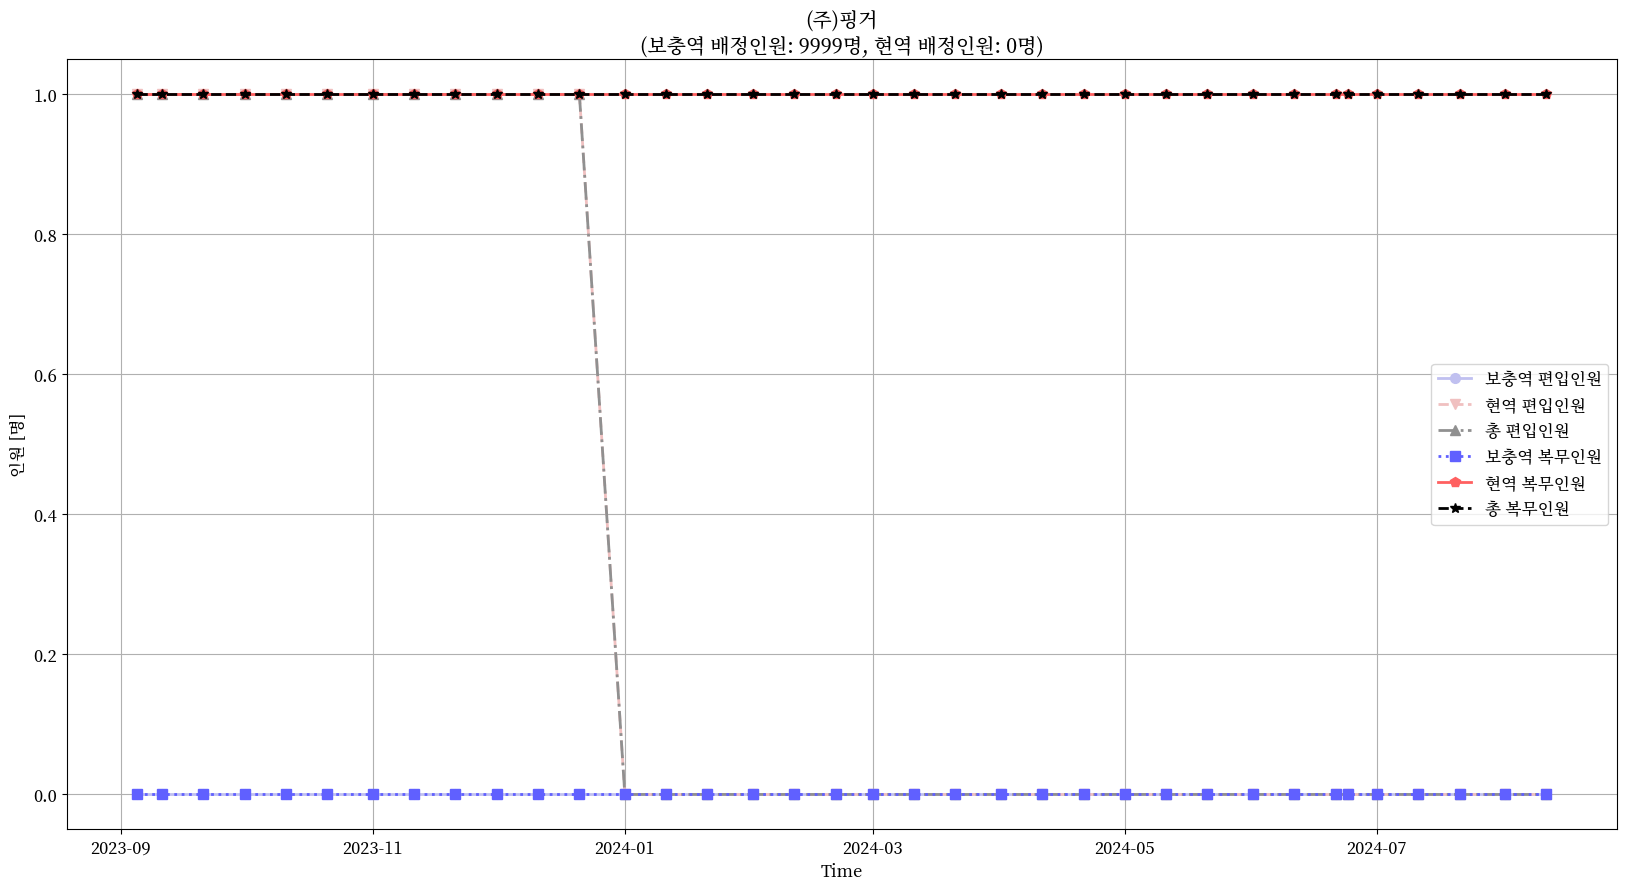 (주)핑거
(보충역 배정인원: 9999명, 현역 배정인원: 0명)
인원 [명]
1.0
0.8
0.6
0.4
0.2
0.0
보충역 편입인원
현역 편입인원
총 편입인원
보충역 복무인원
현역 복무인원
총 복무인원
2023-09
2023-11
2024-01
2024-03
2024-05
2024-07
Time